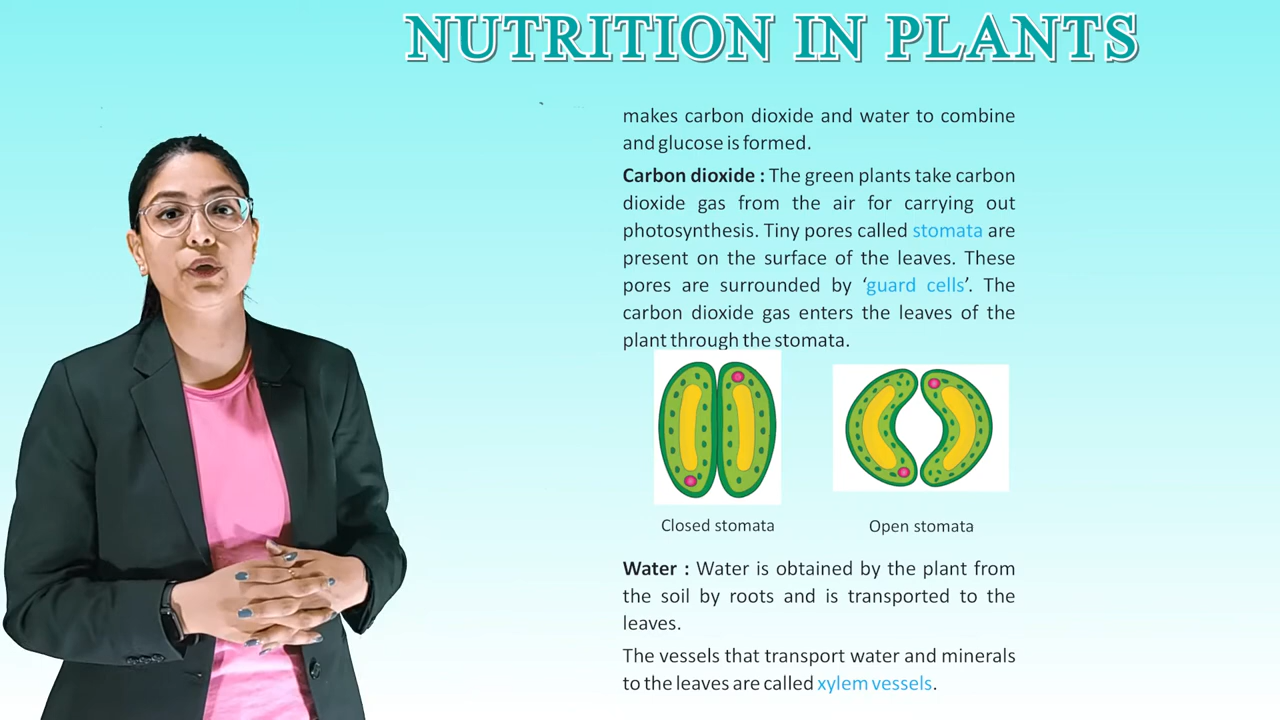 NUTRITION IN PLANTS
makes carbon dioxide and water to combine
and glucose is formed.
Carbon dioxide : The green plants take carbon
dioxide gas from the air for carrying out
photosynthesis. Tiny pores called stomata are
present on the surface of the leaves. These
pores are surrounded by ‘guard cells’. The
carbon dioxide gas enters the leaves of the
plant through the stomata.
Closed stomata
Open stomata
Water : Water is obtained by the plant from
the soil by roots and is transported to the
leaves.
The vessels that transport water and minerals
to the leaves are called xylem vessels.